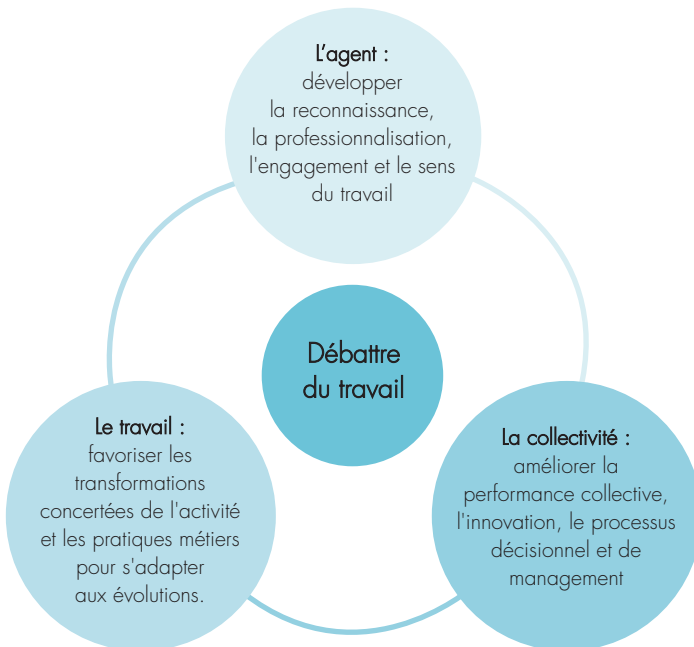 L'agent :
développer
la reconnaissance,
la professionnalisation,
l'engagement et le sens
du travail
Débattre
du travail
Le travail :
favoriser les
transformations
concertées de l'activité
et les pratiques métiers
pour s'adapter
aux évolutions.
La collectivité :
améliorer la
performance collective,
l'innovation, le processus
décisionnel et de
management